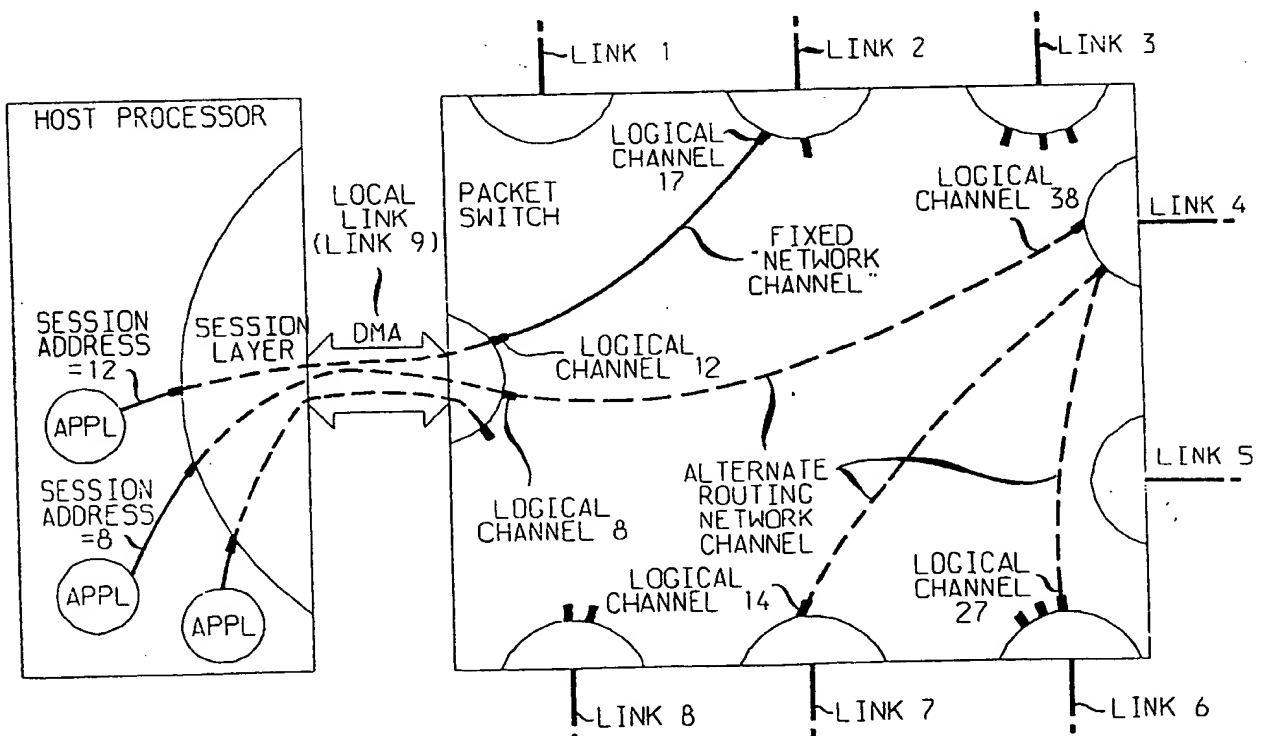 LINK 1
LINK 2
LINK 3
HOST PROCESSOR
LOGICAL
CHANNEL
17
LOCAL
LINK
(LINK 9)
PACKET
SWITCH
LOGICAL
CHANNEL 38
LINK 4
FIXED
"NETWORK
CHANNEL"
SESSION
ADDRESS
=12
SESSION
LAYER
DMA
LOGICAL
CHANNEL 12
APPL
SESSION
ADDRESS
=8
LOGICAL
CHANNEL 8
ALTERNATE
ROUTING
NETWORK
CHANNEL
LINK 5
APPL
APPL
LOGICAL
CHANNEL 14
LOGICAL
CHANNEL
27
LINK 8
LINK 7
LINK 6